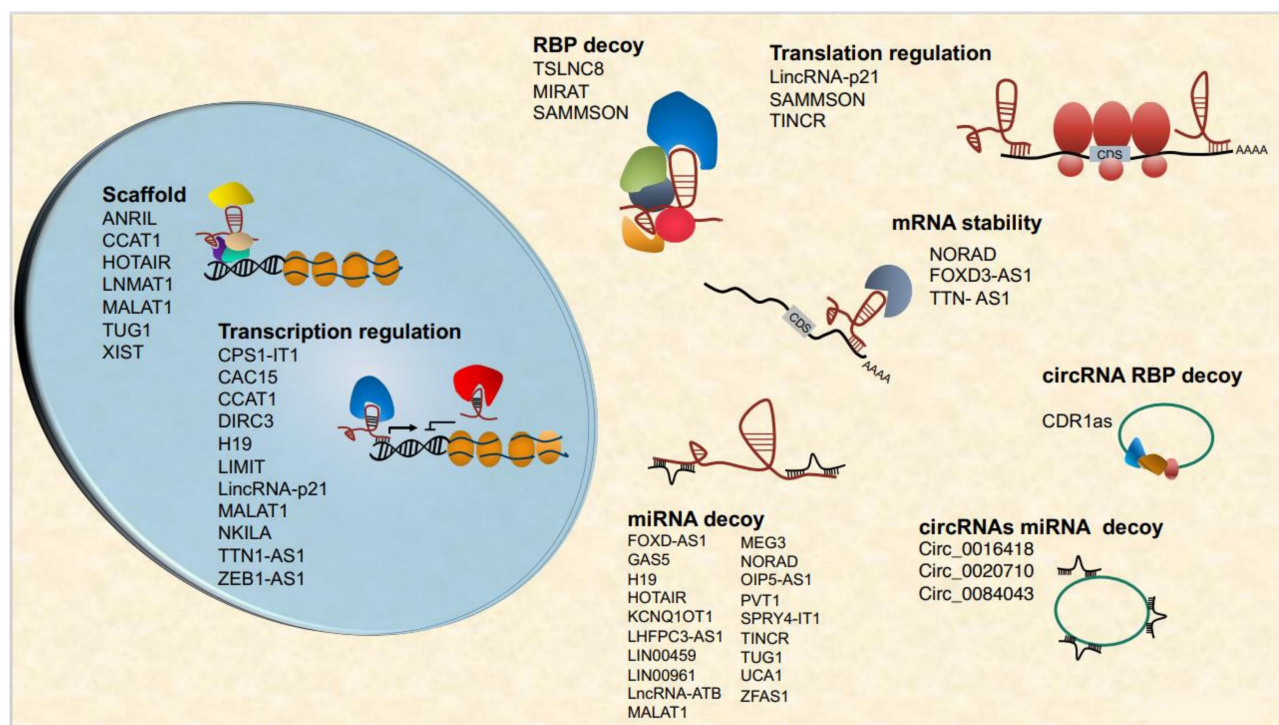 RBP decoy
TSLNC8
MIRAT
SAMMSON
Translation regulation
LincRNA-p21
SAMMSON
TINCR
CDS
AAAA
Scaffold
ANRIL
CCAT1
HOTAIR
LNMAT1
MALAT1
TUG1
XIST
mRNA stability
NORAD
FOXD3-AS1
TTN- AS1
CDS
AAAA
Transcription regulation
CPS1-IT1
CAC15
CCAT1
DIRC3
H19
LIMIT
LincRNA-p21
MALAT1
NKILA
TTN1-AS1
ZEB1-AS1
circRNA RBP decoy
CDR1as
miRNA decoy
FOXD-AS1
GAS5
H19
HOTAIR
KCNQ1OT1
LHFPC3-AS1
LIN00459
LIN00961
LncRNA-ATB
MALAT1
MEG3
NORAD
OIP5-AS1
PVT1
SPRY4-IT1
TINCR
TUG1
UCA1
ZFAS1
circRNAs miRNA decoy
Circ_0016418
Circ_0020710
Circ_0084043